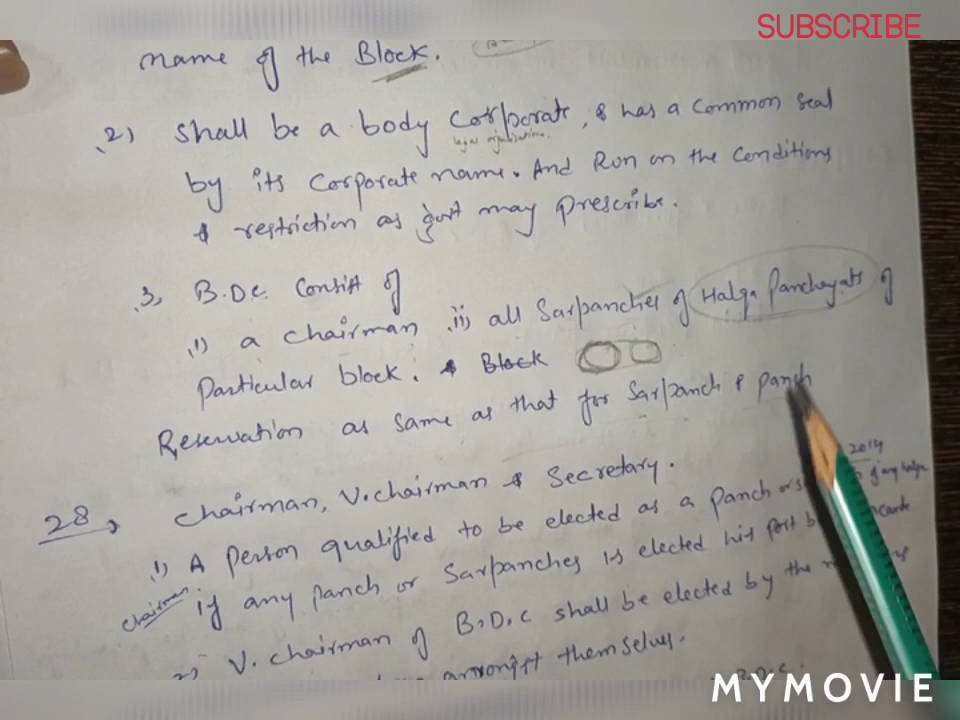 SUBSCRIBE
name of the Block.
2) shall be a body Corporate, & has a Common Seal
by its Corporate name. And Run on the Conditions
& restriction as govt may prescribe.
3, B.D.C Consist of
(i) a chairman (ii) all Sarpanches of Halqa Panchayats of
Particular block. & Block
Reservation as same as that for Sarpanch & Panch
28, Chairman, V.chairman & Secretary.
2014
(1) A person qualified to be elected as a panch or of any halqa
Chairman
if any panch or Sarpanches is elected his post
2) V. chairman of B.D.C shall be elected by the
amongst themselves.
B.D.C.
MYMOVIE